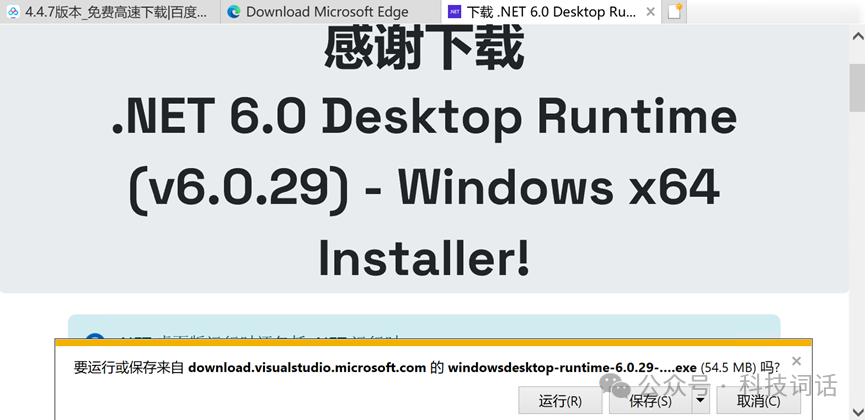 4.4.7版本_免费高速下载|百度...
Download Microsoft Edge
.NET
下载 .NET 6.0 Desktop Ru...
感谢下载
.NET 6.0 Desktop Runtime
(v6.0.29) - Windows x64
Installer!
要运行或保存来自 download.visualstudio.microsoft.com 的 windowsdesktop-runtime-6.0.29-....exe (54.5 MB) 吗?
运行(R)
保存(S)
取消(C)
公众号 · 科技词话